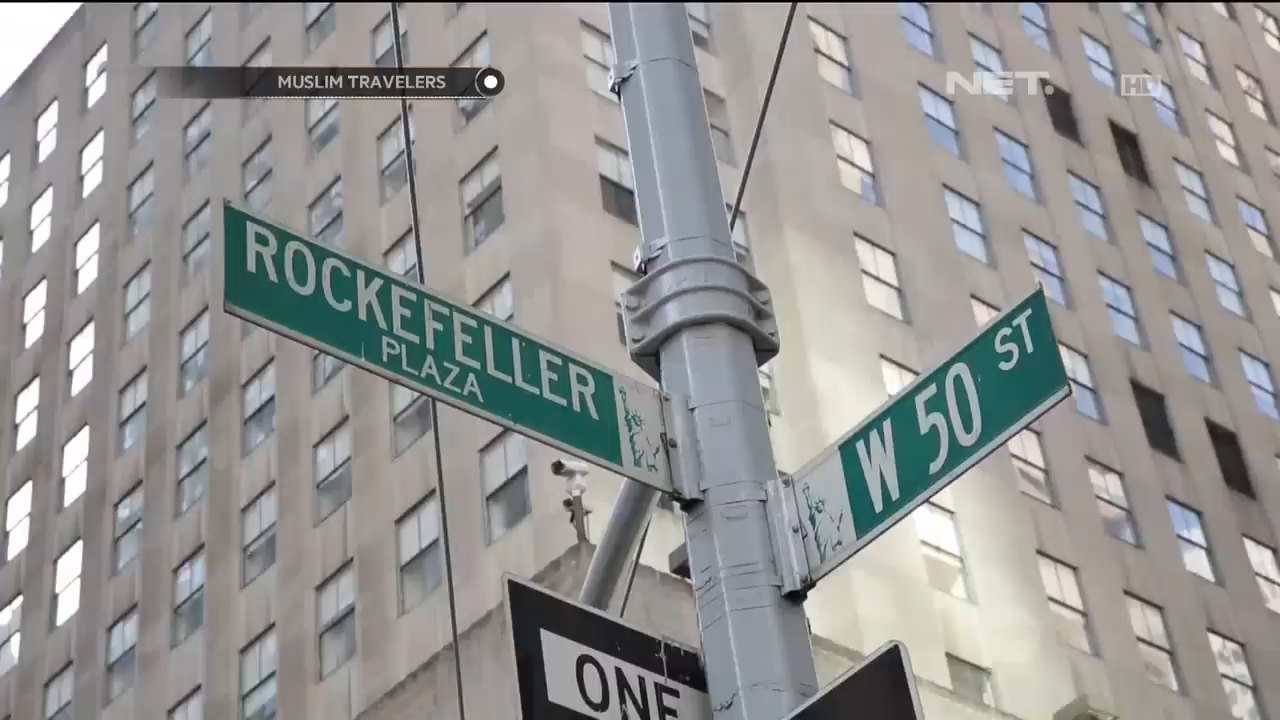 MUSLIM TRAVELERS
NET.
HD
ROCKEFELLER
PLAZA
W 50 ST
ONE